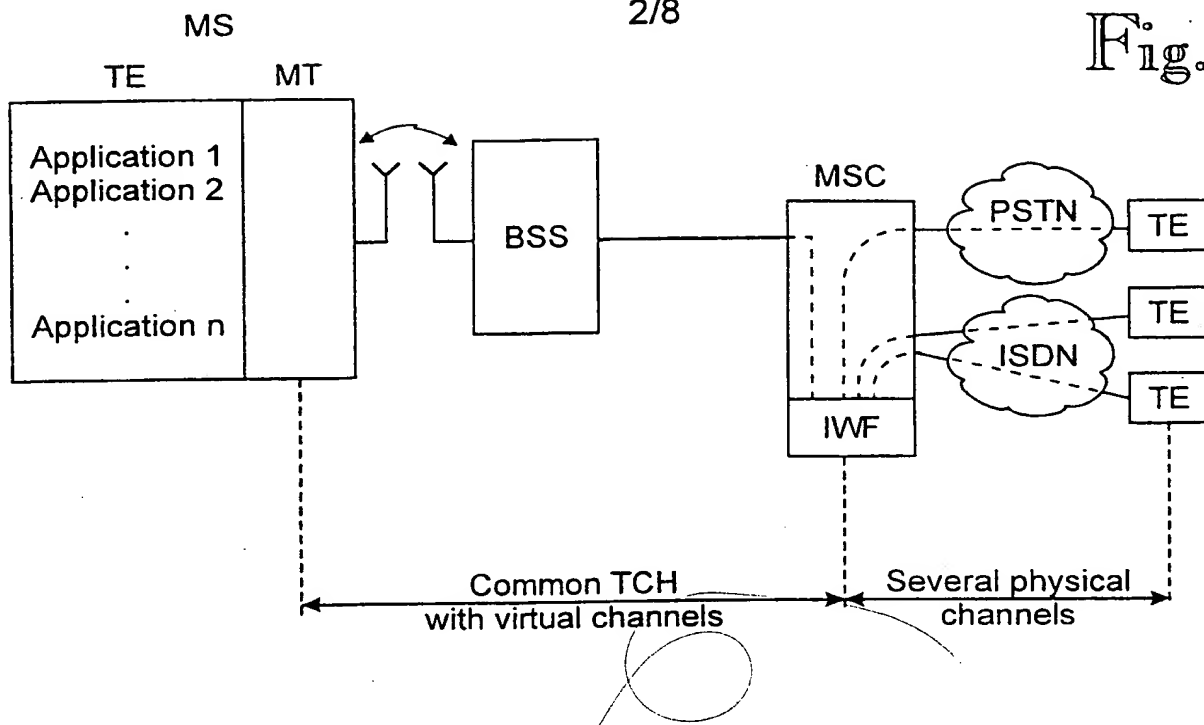 2/8
Fig.
MS
TE
MT
Application 1
Application 2
.
.
.
Application n
BSS
MSC
IWF
PSTN
ISDN
TE
TE
TE
Common TCH
with virtual channels
Several physical
channels